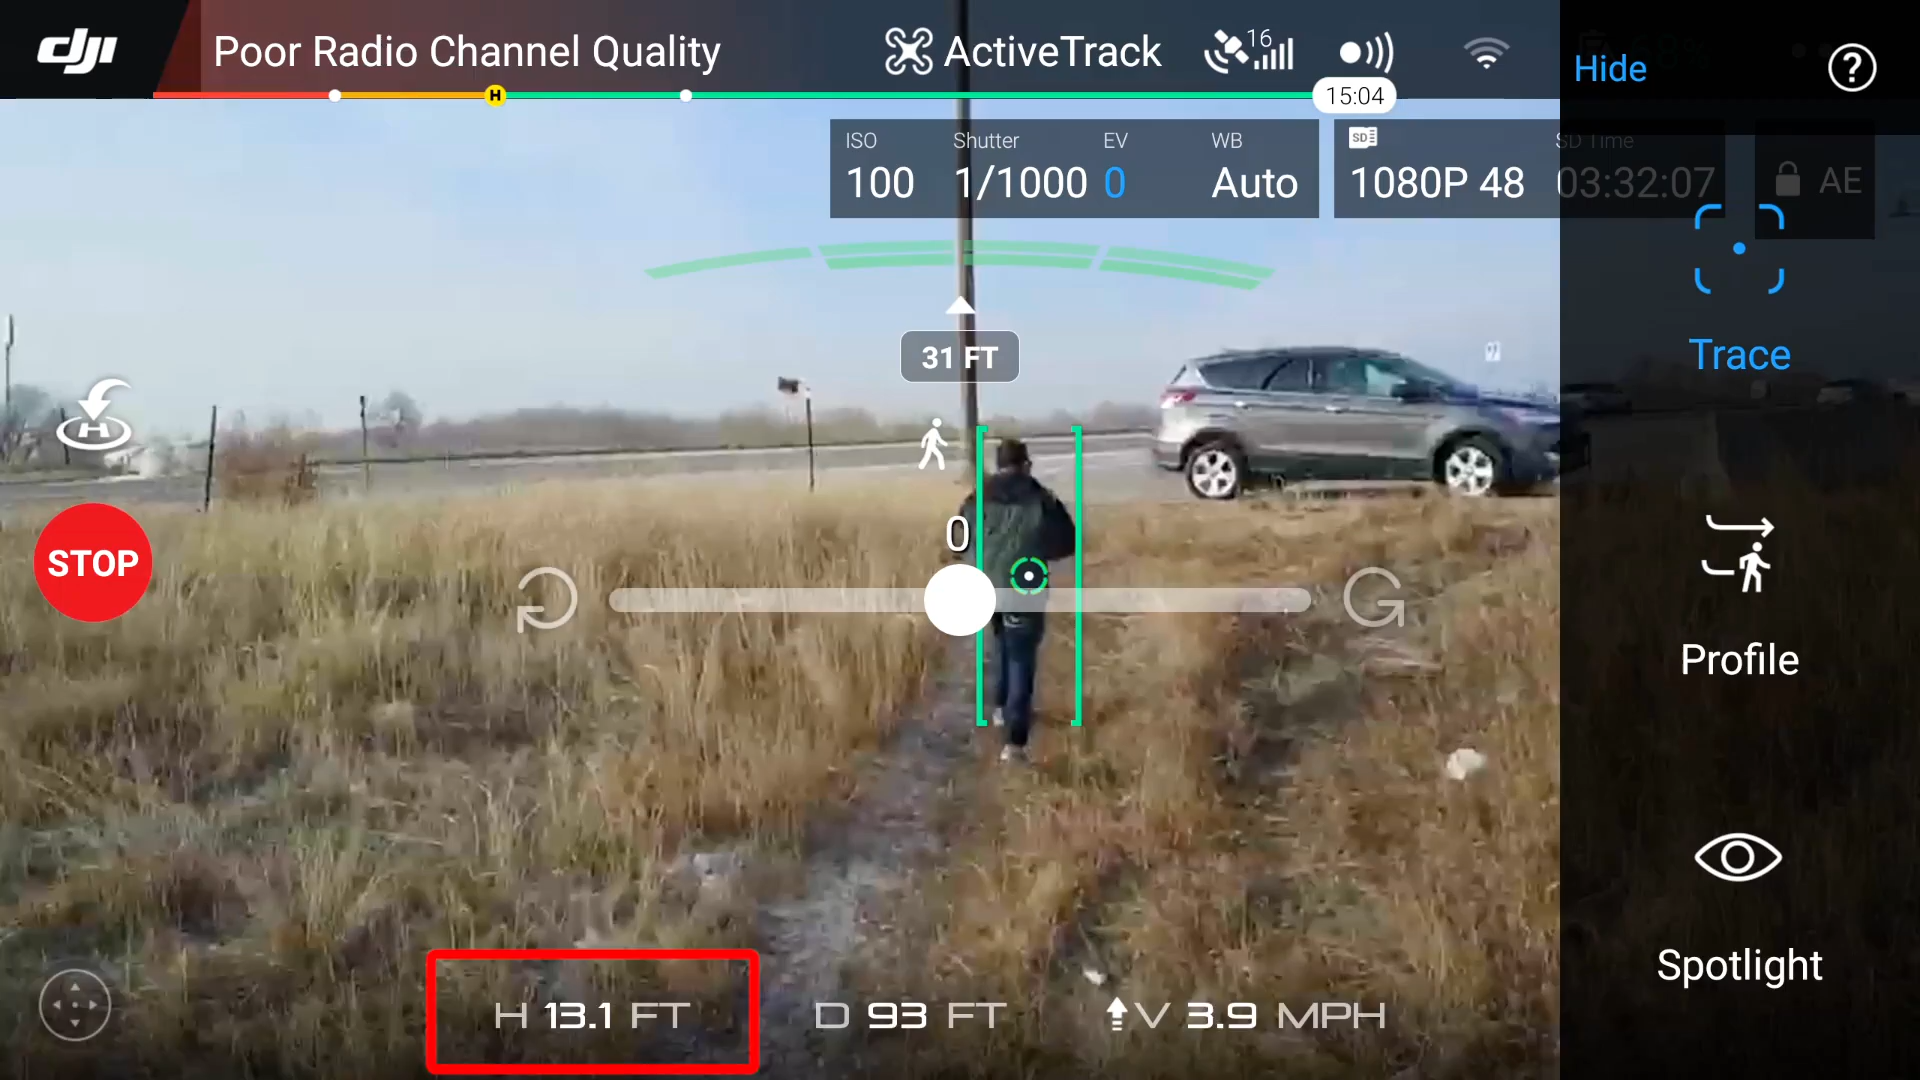 dji
Poor Radio Channel Quality
ActiveTrack
16
Hide
?
H
15:04
ISO
Shutter
EV
WB
SD
SD Time
100
1/1000
0
Auto
1080P 48
03:32:07
AE
31 FT
Trace
H
STOP
0
Profile
Spotlight
H 13.1 FT
D 93 FT
V 3.9 MPH